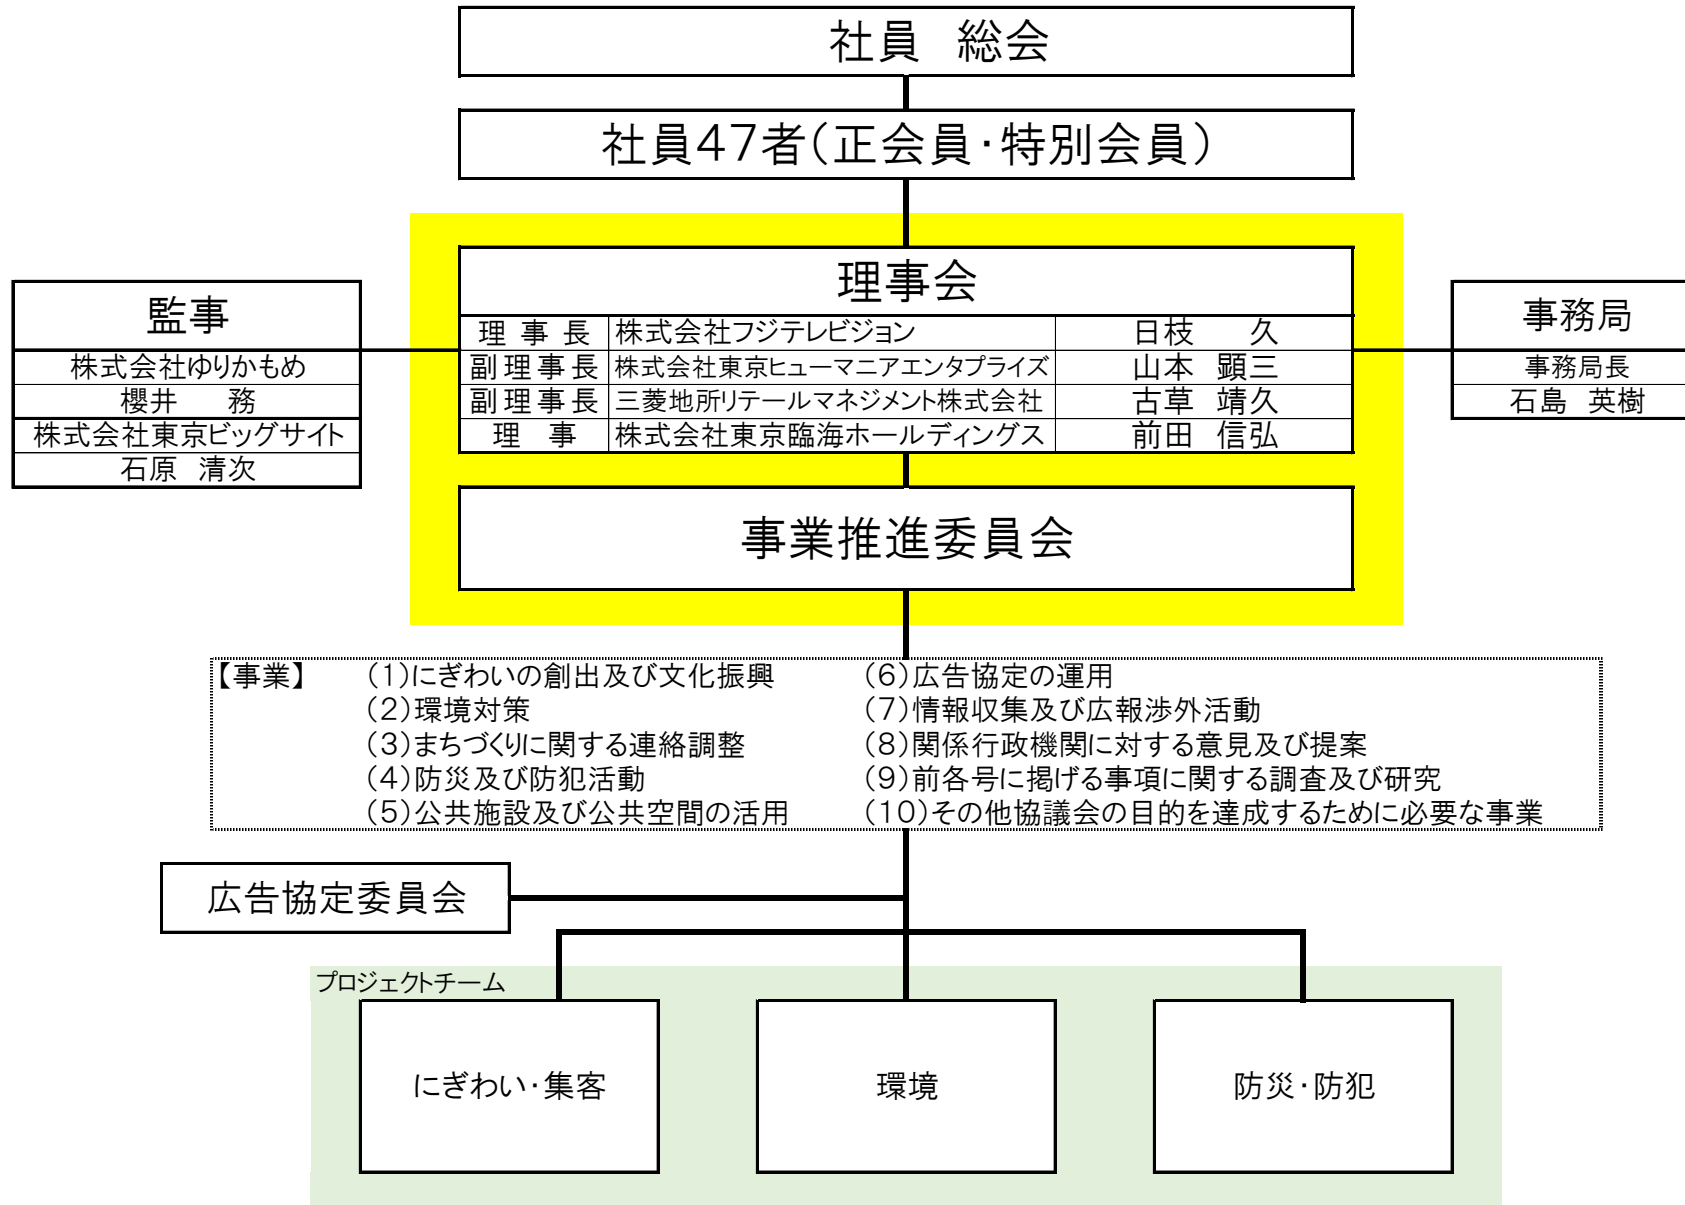 社員　総会
社員47者(正会員・特別会員)
理事会
理 事 長 株式会社フジテレビジョン 日枝　　久
副理事長 株式会社東京ヒューマニアエンタプライズ 山本　顕三
副理事長 三菱地所リテールマネジメント株式会社 古草　靖久
理　事 株式会社東京臨海ホールディングス 前田　信弘
監事
株式会社ゆりかもめ
櫻井　　務
株式会社東京ビッグサイト
石原　清次
事務局
事務局長
石島　英樹
事業推進委員会
【事業】 (1)にぎわいの創出及び文化振興
(2)環境対策
(3)まちづくりに関する連絡調整
(4)防災及び防犯活動
(5)公共施設及び公共空間の活用
(6)広告協定の運用
(7)情報収集及び広報渉外活動
(8)関係行政機関に対する意見及び提案
(9)前各号に掲げる事項に関する調査及び研究
(10)その他協議会の目的を達成するために必要な事業
広告協定委員会
プロジェクトチーム
にぎわい・集客
環境
防災・防犯